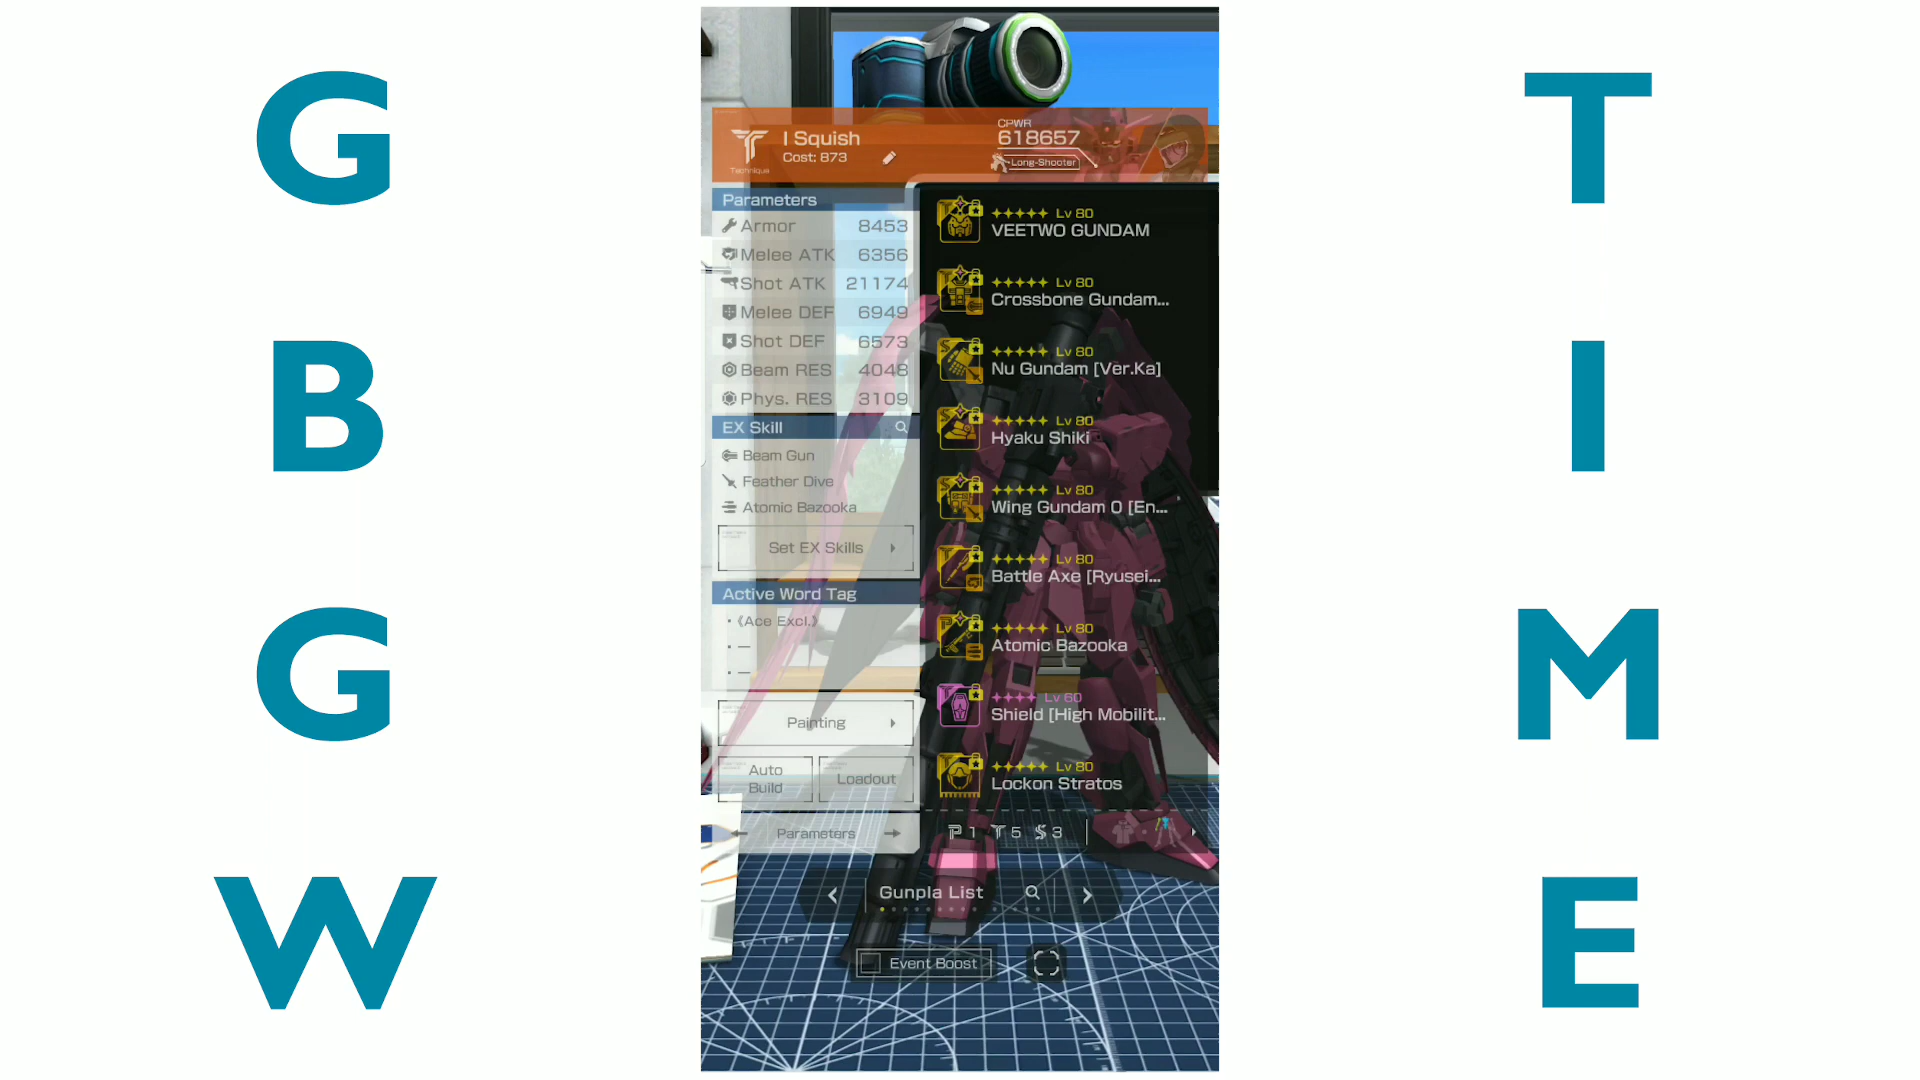 G
B
G
W
T
I
M
E
I Squish
Cost: 873
Technique
CPWR
618657
Long-Shooter
Parameters
Armor 8453
Melee ATK 6356
Shot ATK 21174
Melee DEF 6949
Shot DEF 6573
Beam RES 4048
Phys. RES 3109
EX Skill
Beam Gun
Feather Dive
Atomic Bazooka
Set EX Skills
Active Word Tag
・《Ace Excl.》
・—
・—
Painting
Auto Build
Loadout
Parameters
Lv 80
VEETWO GUNDAM
Lv 80
Crossbone Gundam...
Lv 80
Nu Gundam [Ver.Ka]
Lv 80
Hyaku Shiki
Lv 80
Wing Gundam 0 [En...
Lv 80
Battle Axe [Ryusei...
Lv 80
Atomic Bazooka
Lv 60
Shield [High Mobilit...
Lv 80
Lockon Stratos
P 1 T 5 S 3
Gunpla List
Event Boost